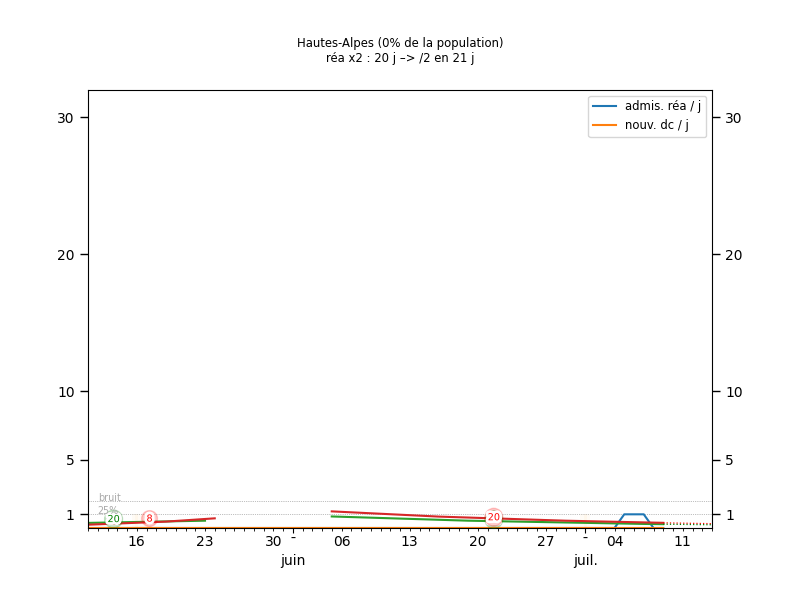 Hautes-Alpes (0% de la population)
réa x2 : 20 j –> /2 en 21 j
admis. réa / j
nouv. dc / j
30 30
20 20
10 10
5 5
bruit
25%
1 1
20 8 20
16 23 30 - 06 13 20 27 - 04 11
juin juil.